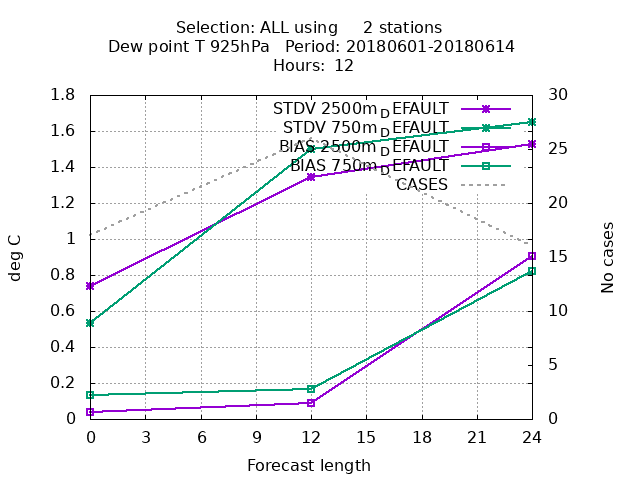 Selection: ALL using 2 stations
Dew point T 925hPa Period: 20180601-20180614
Hours: 12
1.8
1.6
1.4
1.2
1
0.8
0.6
0.4
0.2
0
deg C
30
25
20
15
10
5
0
No cases
STDV 2500m_DEFAULT
STDV 750m_DEFAULT
BIAS 2500m_DEFAULT
BIAS 750m_DEFAULT
CASES
0 3 6 9 12 15 18 21 24
Forecast length